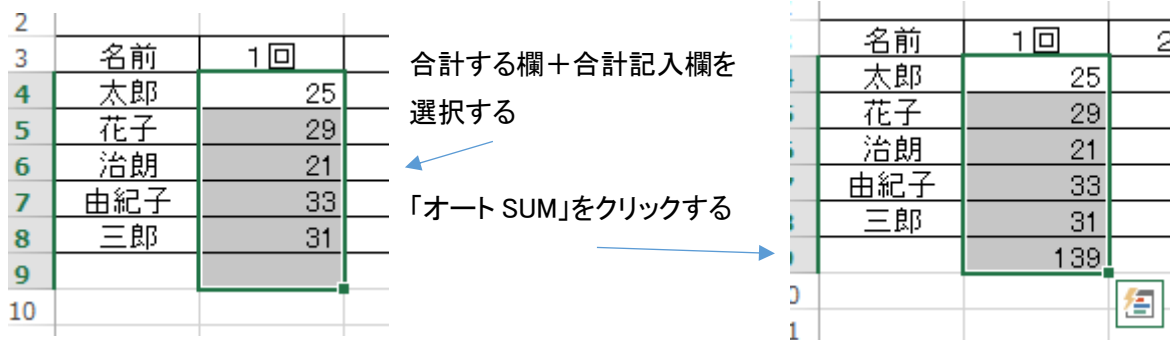 2
3 名前 1回
4 太郎 25
5 花子 29
6 治朗 21
7 由紀子 33
8 三郎 31
9
10
合計する欄＋合計記入欄を
選択する
「オート SUM」をクリックする
名前 1回 2
太郎 25
花子 29
治朗 21
由紀子 33
三郎 31
139
0
1